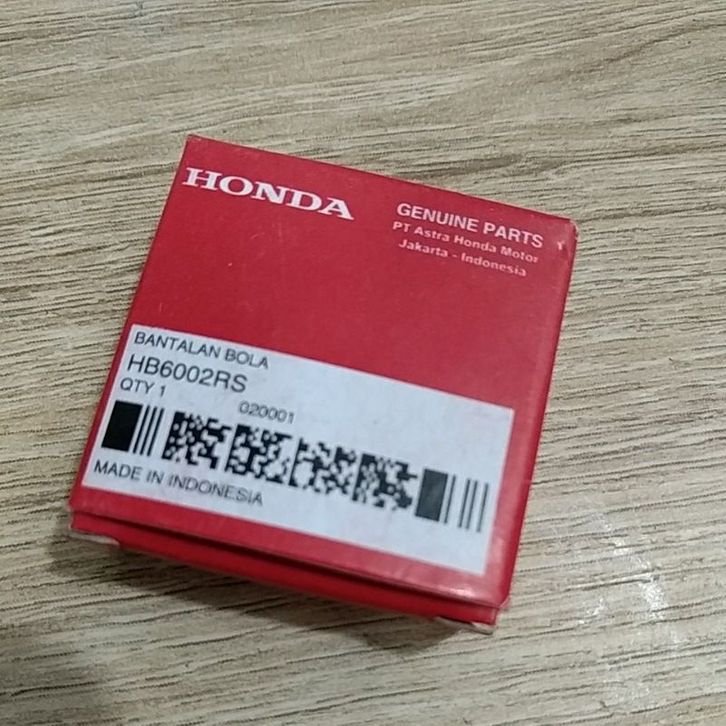 HONDA
GENUINE PARTS
PT Astra Honda Motor
Jakarta - Indonesia
BANTALAN BOLA
HB6002RS
QTY 1
020001
MADE IN INDONESIA